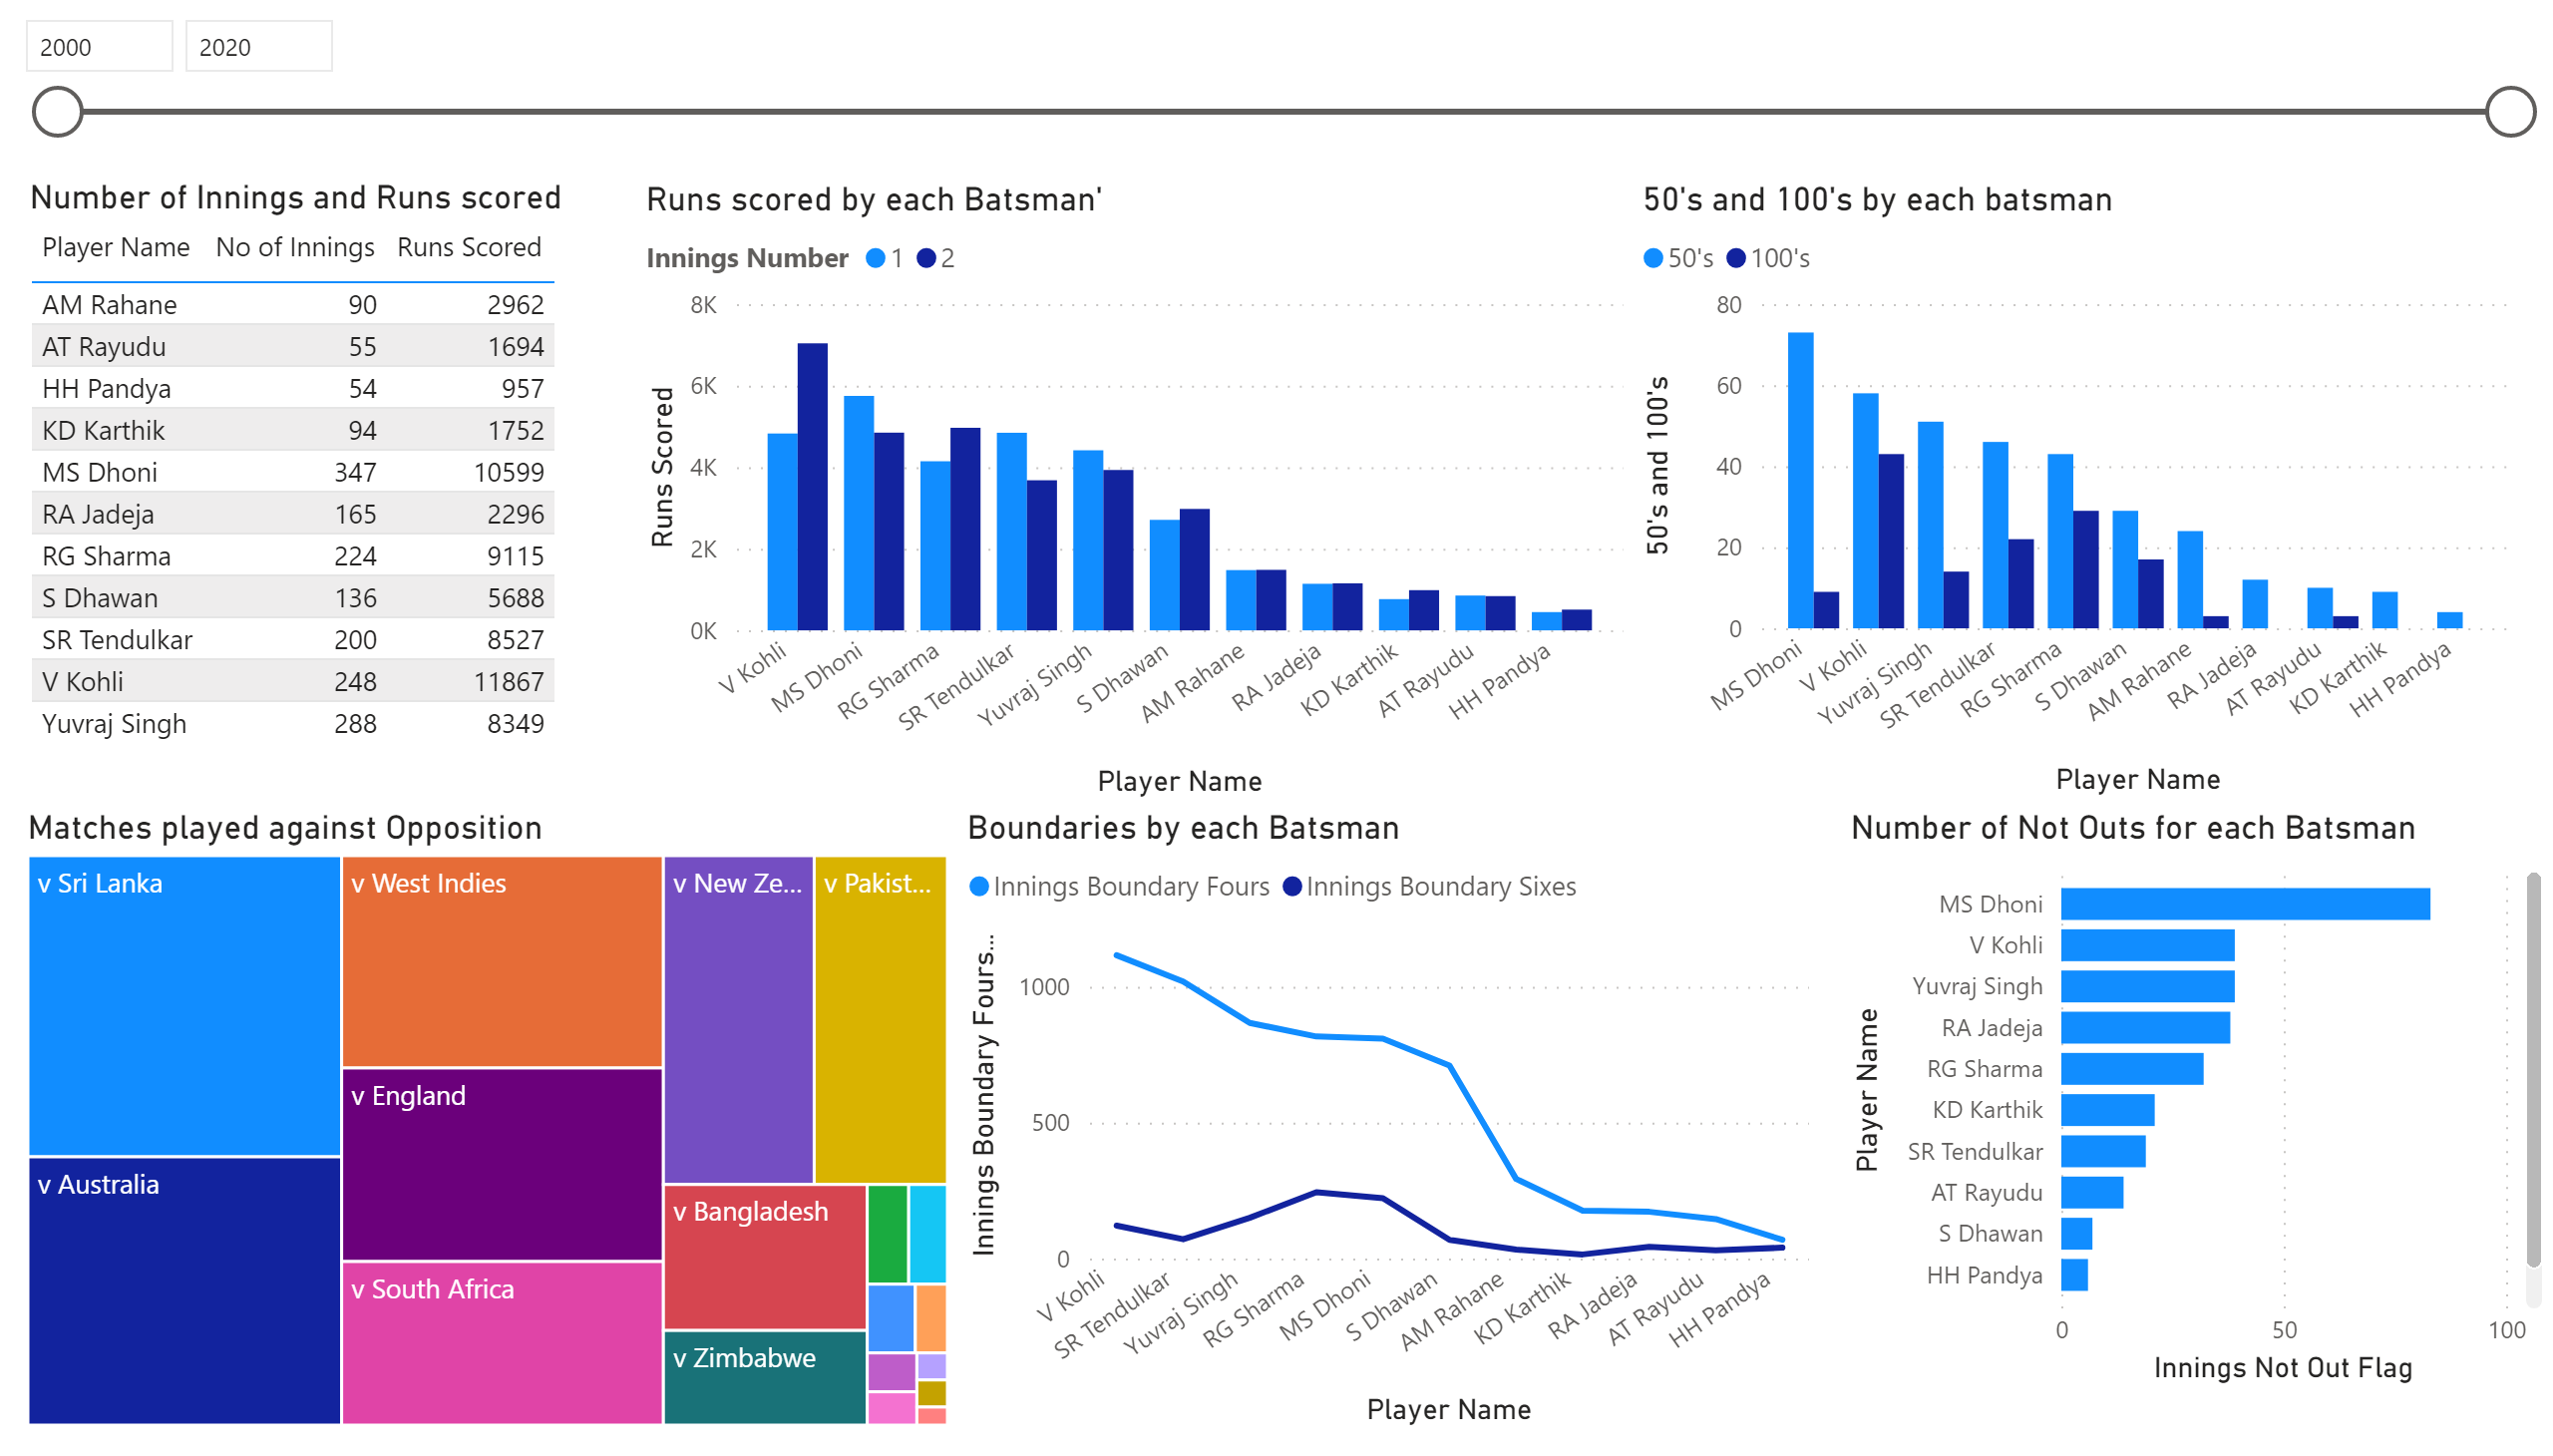 2000 2020
Number of Innings and Runs scored
Player Name No of Innings Runs Scored
AM Rahane 90 2962
AT Rayudu 55 1694
HH Pandya 54 957
KD Karthik 94 1752
MS Dhoni 347 10599
RA Jadeja 165 2296
RG Sharma 224 9115
S Dhawan 136 5688
SR Tendulkar 200 8527
V Kohli 248 11867
Yuvraj Singh 288 8349
Runs scored by each Batsman'
Innings Number 1 2
Runs Scored
8K
6K
4K
2K
0K
V Kohli
MS Dhoni
RG Sharma
SR Tendulkar
Yuvraj Singh
S Dhawan
AM Rahane
RA Jadeja
KD Karthik
AT Rayudu
HH Pandya
Player Name
50's and 100's by each batsman
50's 100's
50's and 100's
80
60
40
20
0
MS Dhoni
V Kohli
Yuvraj Singh
SR Tendulkar
RG Sharma
S Dhawan
AM Rahane
RA Jadeja
AT Rayudu
KD Karthik
HH Pandya
Player Name
Matches played against Opposition
v Sri Lanka
v Australia
v West Indies
v England
v South Africa
v New Ze...
v Pakist...
v Bangladesh
v Zimbabwe
Boundaries by each Batsman
Innings Boundary Fours Innings Boundary Sixes
Innings Boundary Fours...
1000
500
0
V Kohli
SR Tendulkar
Yuvraj Singh
RG Sharma
MS Dhoni
S Dhawan
AM Rahane
KD Karthik
RA Jadeja
AT Rayudu
HH Pandya
Player Name
Number of Not Outs for each Batsman
Player Name
MS Dhoni
V Kohli
Yuvraj Singh
RA Jadeja
RG Sharma
KD Karthik
SR Tendulkar
AT Rayudu
S Dhawan
HH Pandya
0 50 100
Innings Not Out Flag